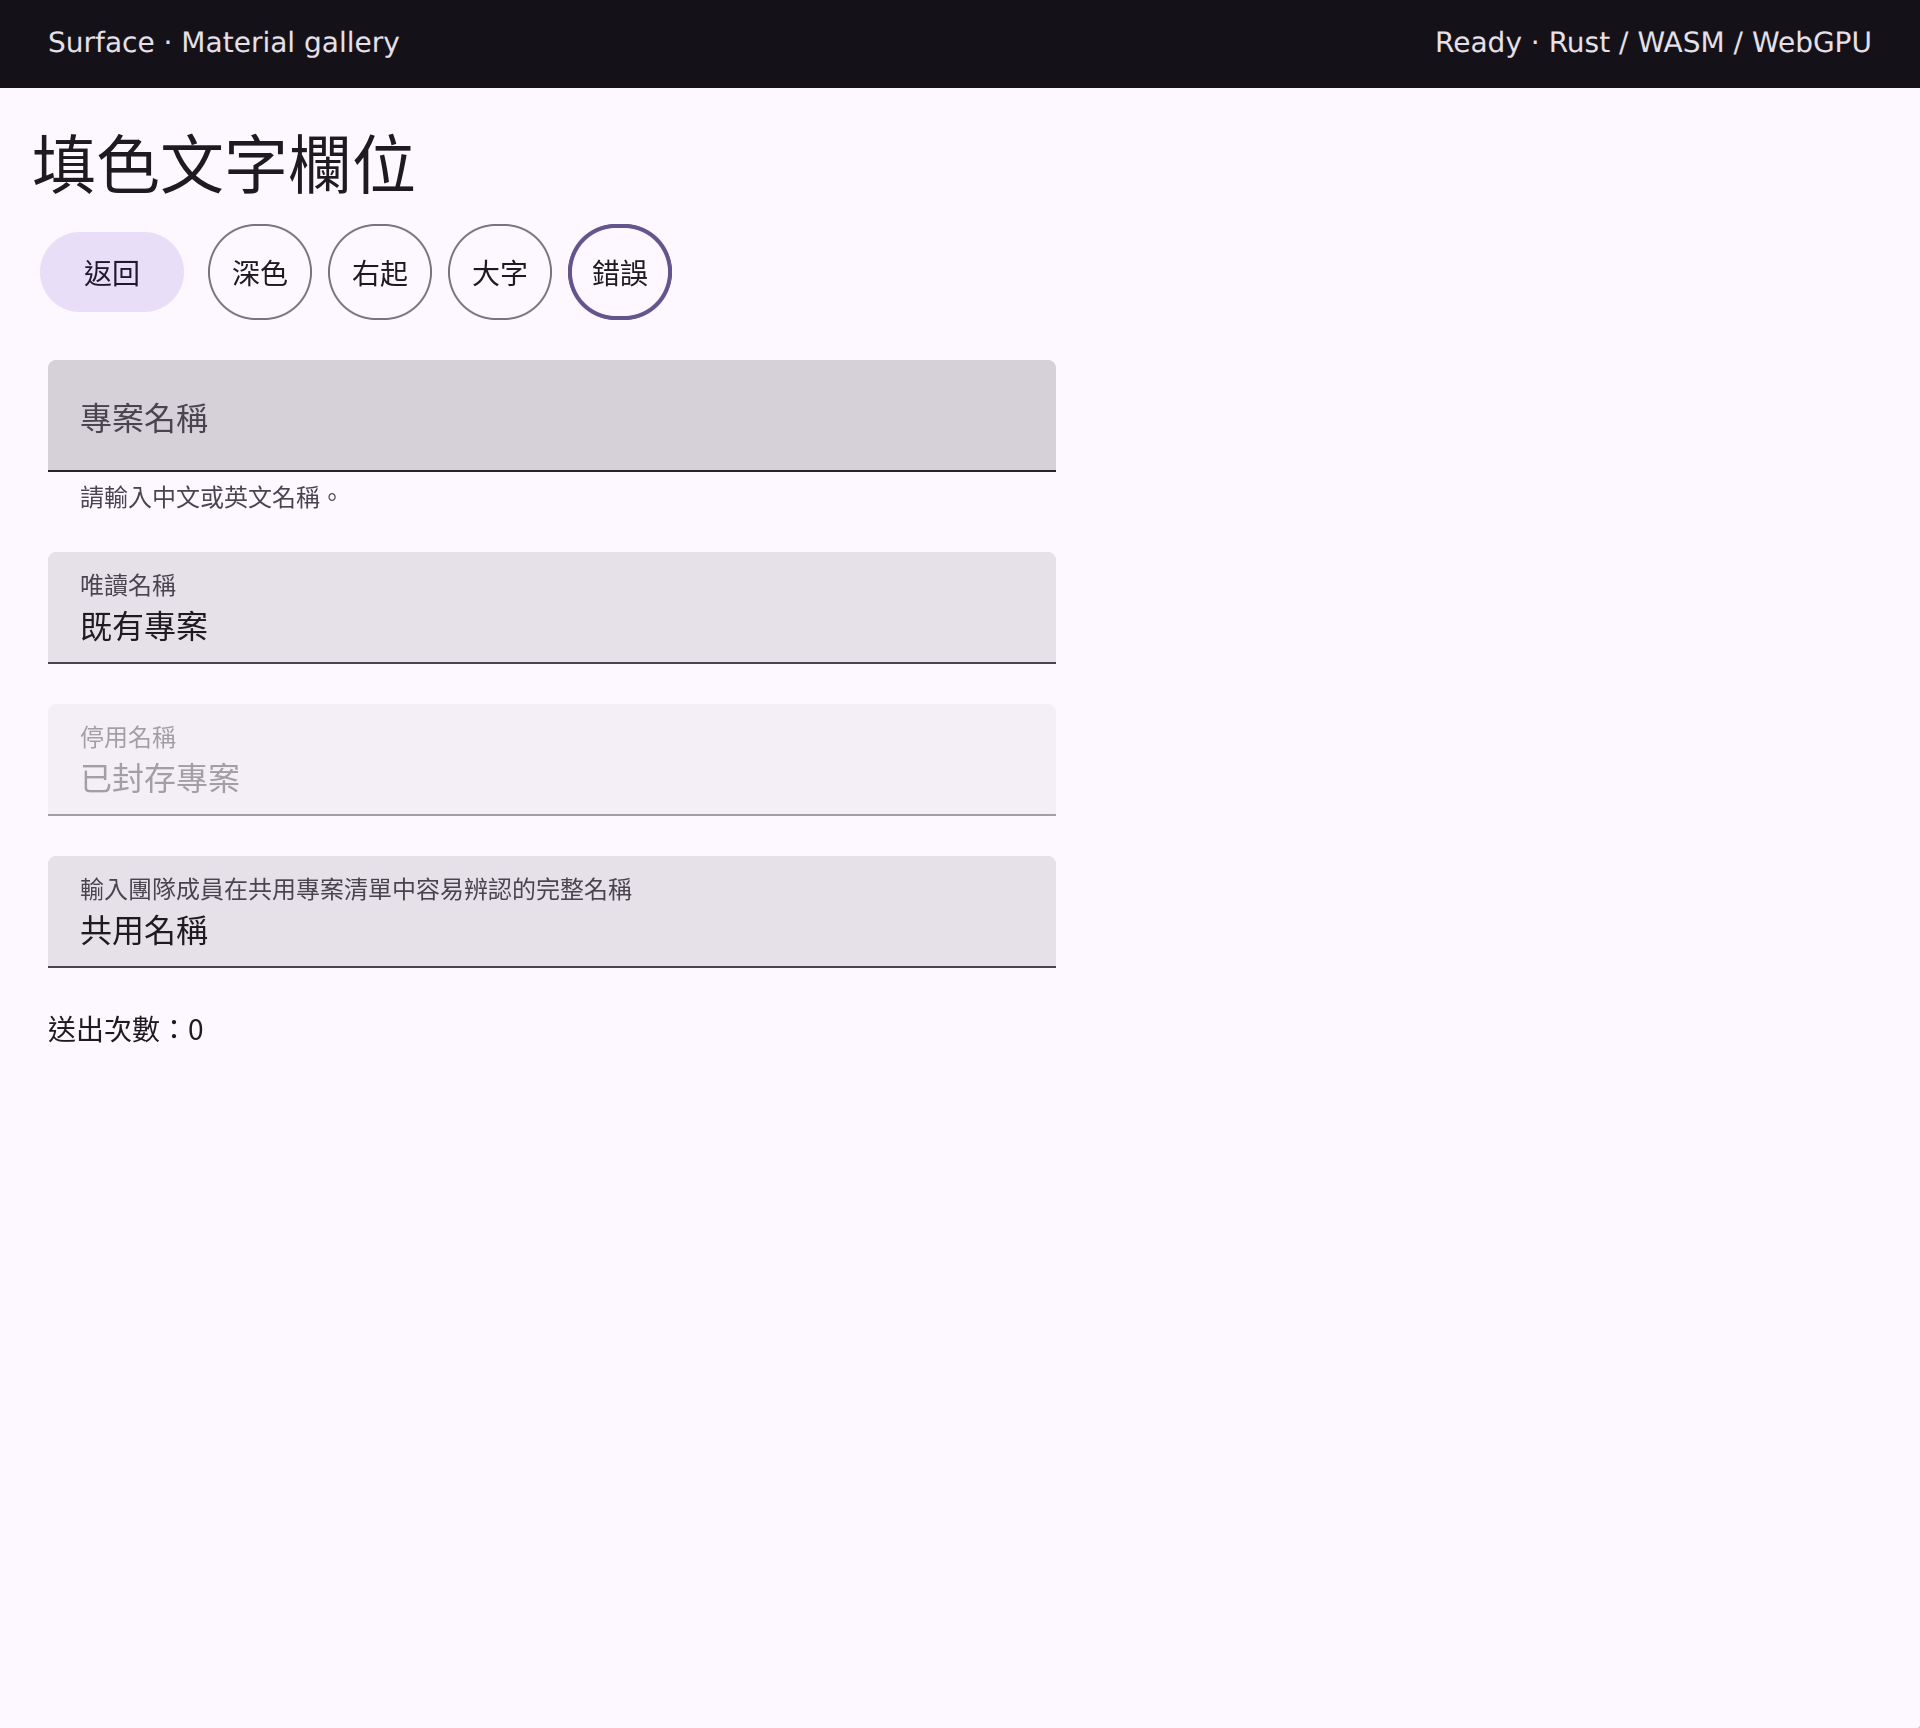 Surface · Material gallery
Ready · Rust / WASM / WebGPU
填色文字欄位
返回
深色
右起
大字
錯誤
專案名稱
請輸入中文或英文名稱。
唯讀名稱
既有專案
停用名稱
已封存專案
輸入團隊成員在共用專案清單中容易辨認的完整名稱
共用名稱
送出次數：0